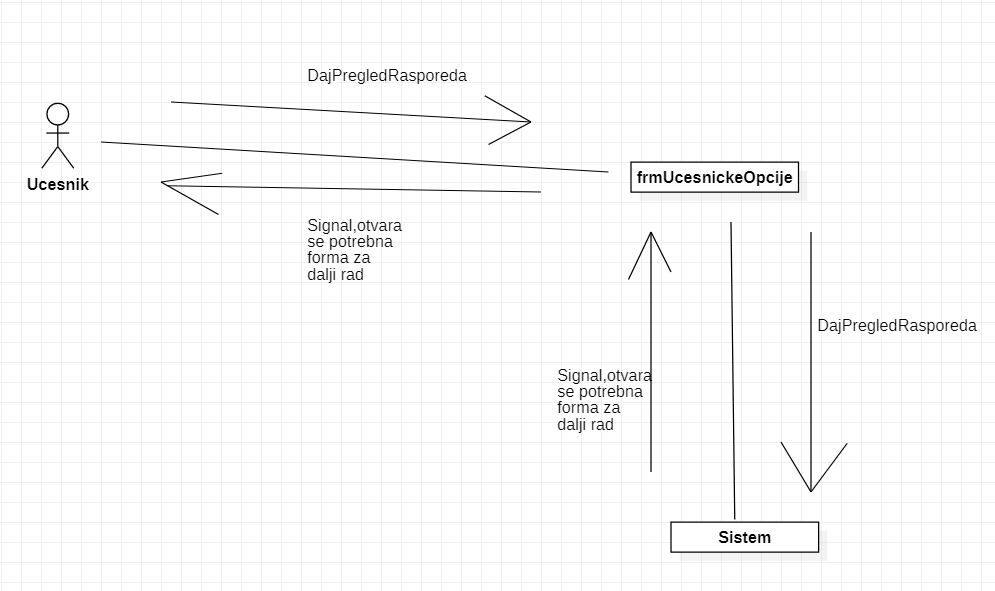 DajPregledRasporeda
Ucesnik
frmUcesnickeOpcije
Signal,otvara
se potrebna
forma za
dalji rad
DajPregledRasporeda
Signal,otvara
se potrebna
forma za
dalji rad
Sistem